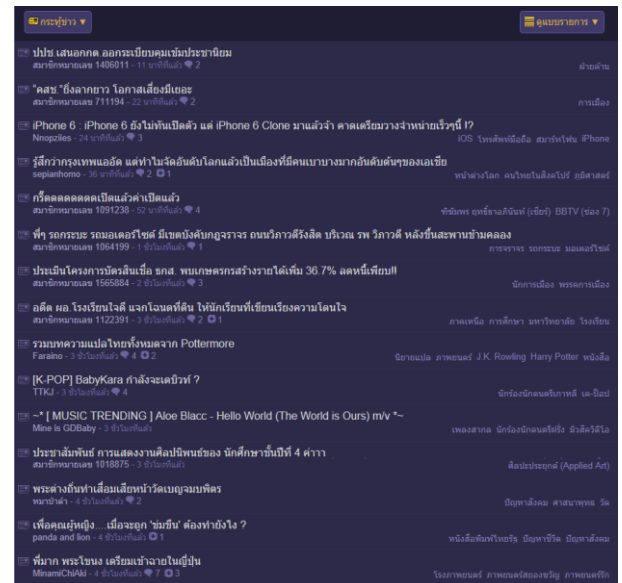 กระทู้ข่าว ▼
ดูแบบรายการ ▼
ปปช.เสนอกกต.ออกระเบียบคุมเข้มประชานิยม
สมาชิกหมายเลข 1406011 - 11 นาทีที่แล้ว 2
ฝ่ายค้าน
"คสช."ยิ่งลากยาว โอกาสเสี่ยงมีเยอะ
สมาชิกหมายเลข 711194 - 22 นาทีที่แล้ว 2
การเมือง
iPhone 6 : iPhone 6 ยังไม่ทันเปิดตัว แต่ iPhone 6 Clone มาแล้วจ้า คาดเตรียมวางจำหน่ายเร็วๆนี้ !?
Nnopziies - 24 นาทีที่แล้ว 3
iOS โทรศัพท์มือถือ สมาร์ทโฟน iPhone
รู้สึกว่ากรุงเทพแออัด แต่ทำไมจัดอันดับโลกแล้วเป็นเมืองที่มีคนเบาบางมากอันดับต้นๆของเอเชีย
sepianhomo - 36 นาทีที่แล้ว 2 1
หน้าต่างโลก คนไทยในสิงคโปร์ ภูมิศาสตร์
กรี๊ดดดดดดดดเปิดแล้วค่าเปิดแล้ว
สมาชิกหมายเลข 1091238 - 52 นาทีที่แล้ว 4
พิชัมพร ฤทธิ์ราภินันท์ (เชียร์) BBTV (ช่อง 7)
พี่ๆ รถกระบะ รถมอเตอร์ไซต์ มีเขตบังคับกฎจราจร ถนนวิภาวดีรังสิต บริเวณ รพ วิภาวดี หลังขึ้นสะพานข้ามคลอง
สมาชิกหมายเลข 1064199 - 1 ชั่วโมงที่แล้ว 1
การจราจร รถกระบะ มอเตอร์ไซค์
ประเมินโครงการบัตรสินเชื่อ ธกส. พบเกษตรกรสร้างรายได้เพิ่ม 36.7% ลดหนี้เพียบ!!
สมาชิกหมายเลข 1565884 - 2 ชั่วโมงที่แล้ว 3
นักการเมือง พรรคการเมือง
อดีต ผอ.โรงเรียนใจดี แจกโฉนดที่ดิน ให้นักเรียนที่เขียนเรียงความโดนใจ
สมาชิกหมายเลข 1122391 - 3 ชั่วโมงที่แล้ว 2 1
ภาคเหนือ การศึกษา มหาวิทยาลัย โรงเรียน
รวมบทความแปลไทยทั้งหมดจาก Pottermore
Faraino - 3 ชั่วโมงที่แล้ว 4 2
นิยายแปล ภาพยนตร์ J.K. Rowling Harry Potter หนังสือ
[K-POP] BabyKara กำลังจะเดบิวท์ ?
TTKJ - 3 ชั่วโมงที่แล้ว 4
นักร้องนักดนตรีเกาหลี เค-ป็อป
~* [ MUSIC TRENDING ] Aloe Blacc - Hello World (The World is Ours) m/v *~
Mine is GDBaby - 3 ชั่วโมงที่แล้ว
เพลงสากล นักร้องนักดนตรีฝรั่ง มิวสิควิดีโอ
ประชาสัมพันธ์ การแสดงงานศิลปนิพนธ์ของ นักศึกษาชั้นปีที่ 4 ค่าาา
สมาชิกหมายเลข 1018875 - 3 ชั่วโมงที่แล้ว
ศิลปะประยุกต์ (Applied Art)
พระต่างถิ่นทำเสื่อมเสียหน้าวัดเบญจมบพิตร
หมาป่าดำ - 4 ชั่วโมงที่แล้ว 2
ปัญหาสังคม ศาสนาพุทธ วัด
เพื่อคุณผู้หญิง....เมื่อจะถูก 'ข่มขืน' ต้องทำยังไง ?
panda and lion - 4 ชั่วโมงที่แล้ว 1
หนังสือพิมพ์ไทยรัฐ ปัญหาชีวิต ปัญหาสังคม
พี่มาก พระโขนง เตรียมเข้าฉายในญี่ปุ่น
MinamiChiAki - 4 ชั่วโมงที่แล้ว 7 3
โรงภาพยนตร์ ภาพยนตร์สยองขวัญ ภาพยนตร์รัก